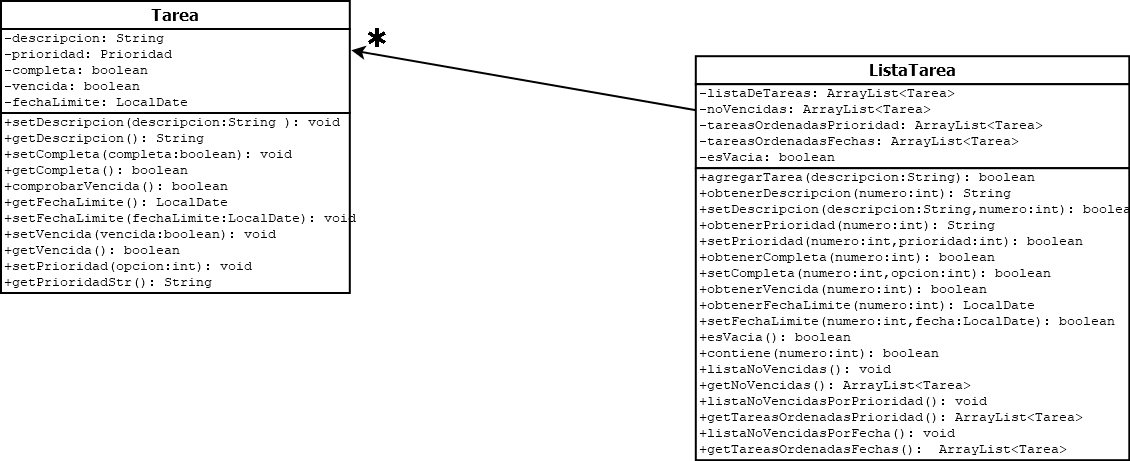 Tarea
-descripcion: String
-prioridad: Prioridad
-completa: boolean
-vencida: boolean
-fechaLimite: LocalDate
+setDescripcion(descripcion:String ): void
+getDescripcion(): String
+setCompleta(completa:boolean): void
+getCompleta(): boolean
+comprobarVencida(): boolean
+getFechaLimite(): LocalDate
+setFechaLimite(fechaLimite:LocalDate): void
+setVencida(vencida:boolean): void
+getVencida(): boolean
+setPrioridad(opcion:int): void
+getPrioridadStr(): String
*
ListaTarea
-listaDeTareas: ArrayList<Tarea>
-noVencidas: ArrayList<Tarea>
-tareasOrdenadasPrioridad: ArrayList<Tarea>
-tareasOrdenadasFechas: ArrayList<Tarea>
-esVacia: boolean
+agregarTarea(descripcion:String): boolean
+obtenerDescripcion(numero:int): String
+setDescripcion(descripcion:String,numero:int): boolea
+obtenerPrioridad(numero:int): String
+setPrioridad(numero:int,prioridad:int): boolean
+obtenerCompleta(numero:int): boolean
+setCompleta(numero:int,opcion:int): boolean
+obtenerVencida(numero:int): boolean
+obtenerFechaLimite(numero:int): LocalDate
+setFechaLimite(numero:int,fecha:LocalDate): boolean
+esVacia(): boolean
+contiene(numero:int): boolean
+listaNoVencidas(): void
+getNoVencidas(): ArrayList<Tarea>
+listaNoVencidasPorPrioridad(): void
+getTareasOrdenadasPrioridad(): ArrayList<Tarea>
+listaNoVencidasPorFecha(): void
+getTareasOrdenadasFechas():  ArrayList<Tarea>